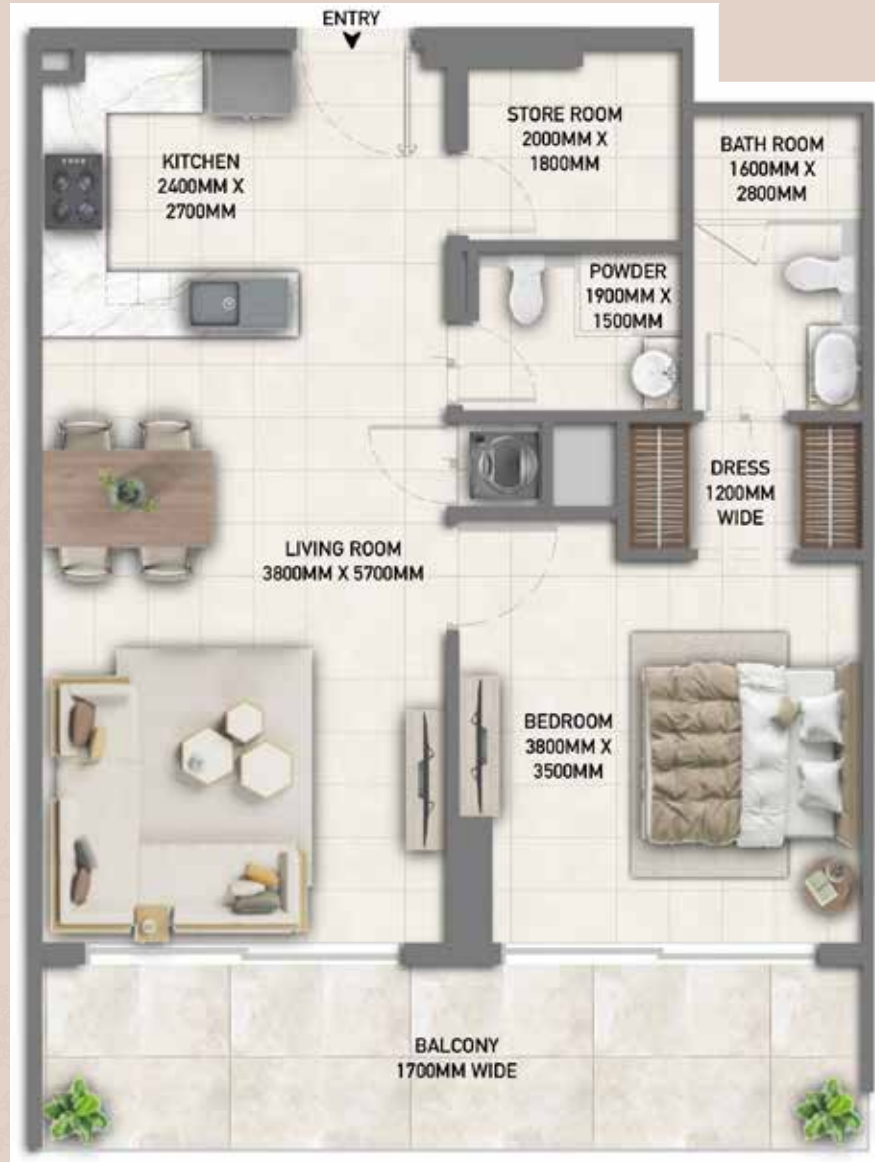 ENTRY
STORE ROOM
2000MM X
1800MM
BATH ROOM
1600MM X
2800MM
KITCHEN
2400MM X
2700MM
POWDER
1900MM X
1500MM
DRESS
1200MM
WIDE
LIVING ROOM
3800MM X 5700MM
BEDROOM
3800MM X
3500MM
BALCONY
1700MM WIDE